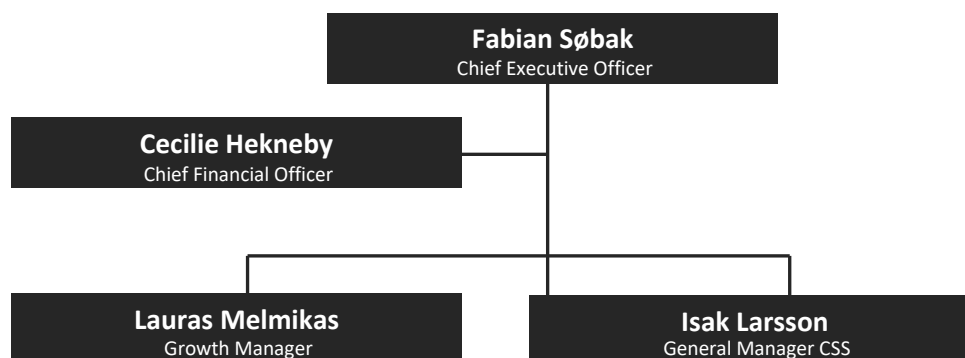 Fabian Søbak
Chief Executive Officer
Cecilie Hekneby
Chief Financial Officer
Lauras Melmikas
Growth Manager
Isak Larsson
General Manager CSS